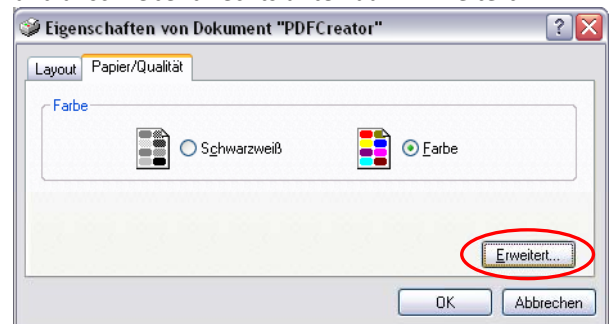 Eigenschaften von Dokument "PDFCreator"
Layout Papier/Qualität
Farbe
Schwarzweiß Farbe
Erweitert...
OK Abbrechen